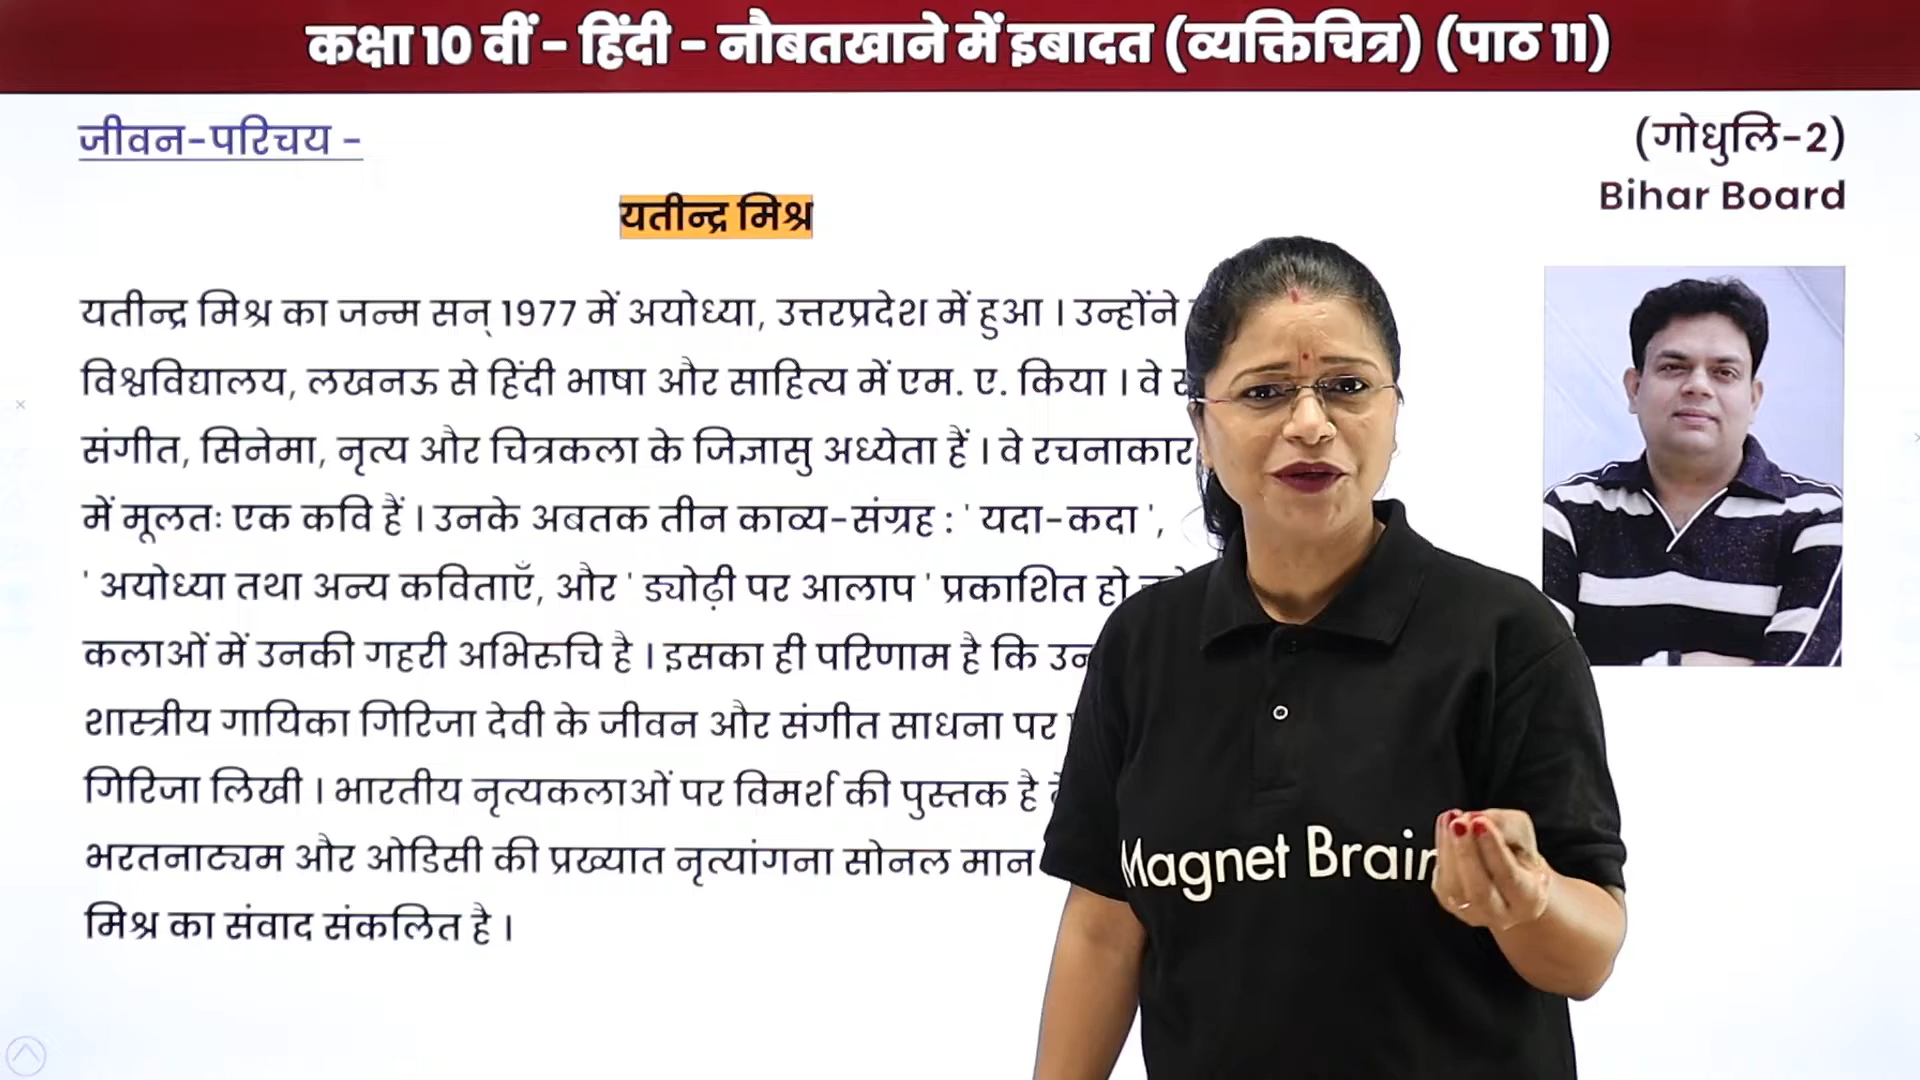 कक्षा 10 वीं - हिंदी - नौबतखाने में इबादत (व्यक्तिचित्र) (पाठ 11)
जीवन-परिचय -
(गोधुलि-2)
Bihar Board
यतीन्द्र मिश्र
यतीन्द्र मिश्र का जन्म सन् 1977 में अयोध्या, उत्तरप्रदेश में हुआ । उन्होंने
विश्वविद्यालय, लखनऊ से हिंदी भाषा और साहित्य में एम. ए. किया । वे
संगीत, सिनेमा, नृत्य और चित्रकला के जिज्ञासु अध्येता हैं । वे रचनाकार
में मूलतः एक कवि हैं । उनके अबतक तीन काव्य-संग्रह : ' यदा-कदा ',
' अयोध्या तथा अन्य कविताएँ, और ' ड्योढ़ी पर आलाप ' प्रकाशित हो
कलाओं में उनकी गहरी अभिरुचि है । इसका ही परिणाम है कि
शास्त्रीय गायिका गिरिजा देवी के जीवन और संगीत साधना पर
गिरिजा लिखी । भारतीय नृत्यकलाओं पर विमर्श की पुस्तक है
भरतनाट्यम और ओडिसी की प्रख्यात नृत्यांगना सोनल मान
मिश्र का संवाद संकलित है ।
Magnet Brain